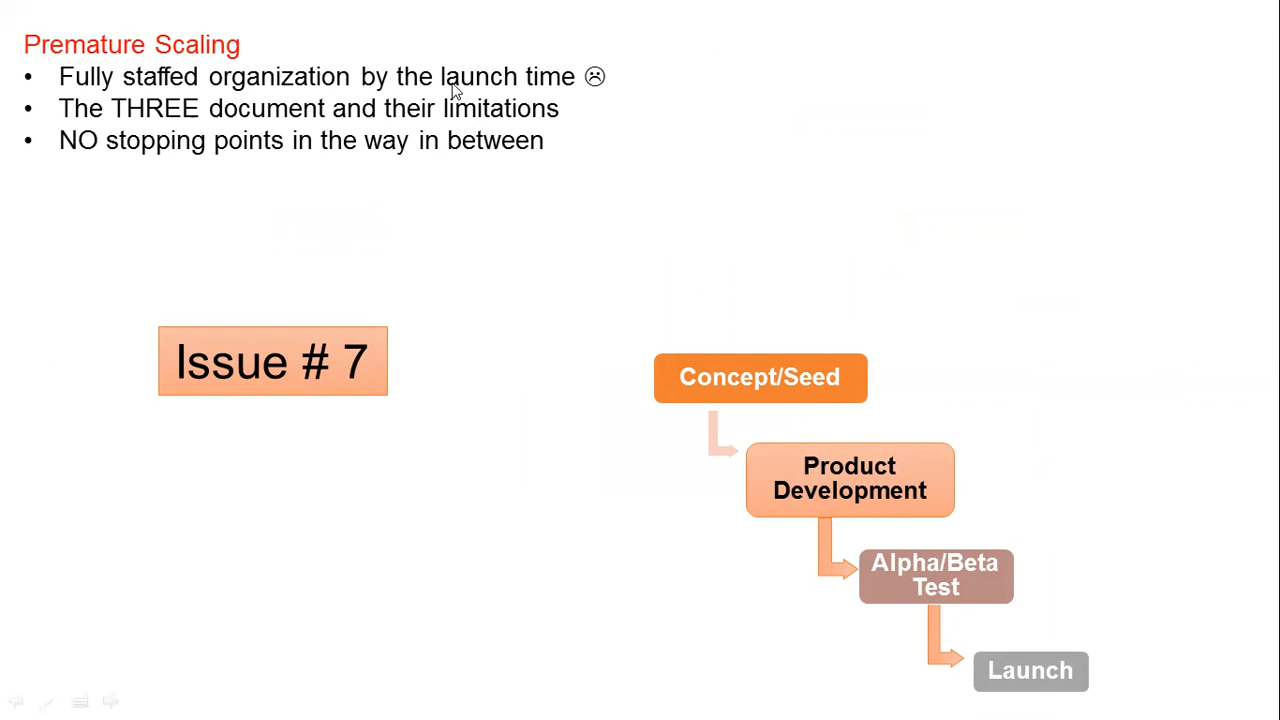 Premature Scaling
• Fully staffed organization by the launch time ☹
• The THREE document and their limitations
• NO stopping points in the way in between
Issue # 7
Concept/Seed
Product
Development
Alpha/Beta
Test
Launch